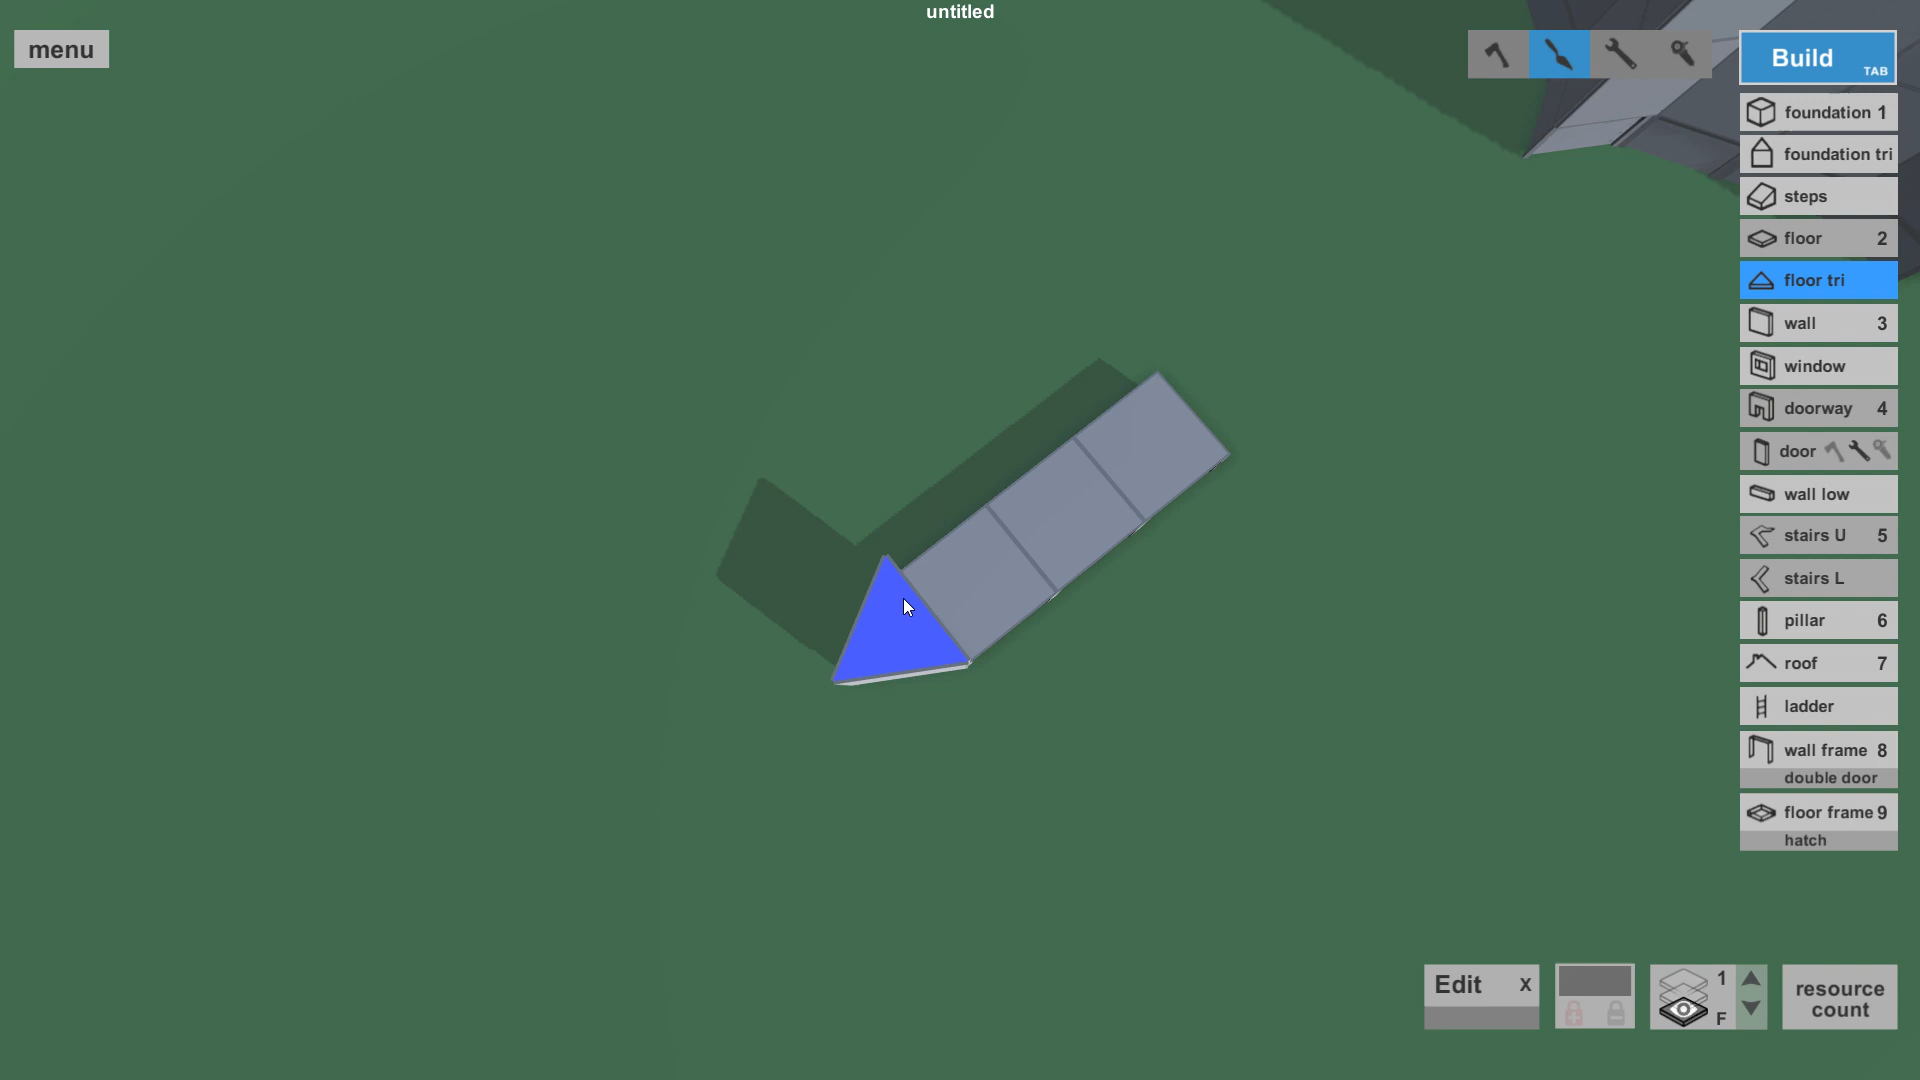 untitled
menu
Build
TAB
foundation 1
foundation tri
steps
floor 2
floor tri
wall 3
window
doorway 4
door
wall low
stairs U 5
stairs L
pillar 6
roof 7
ladder
wall frame 8
double door
floor frame 9
hatch
Edit X
1
F
resource
count